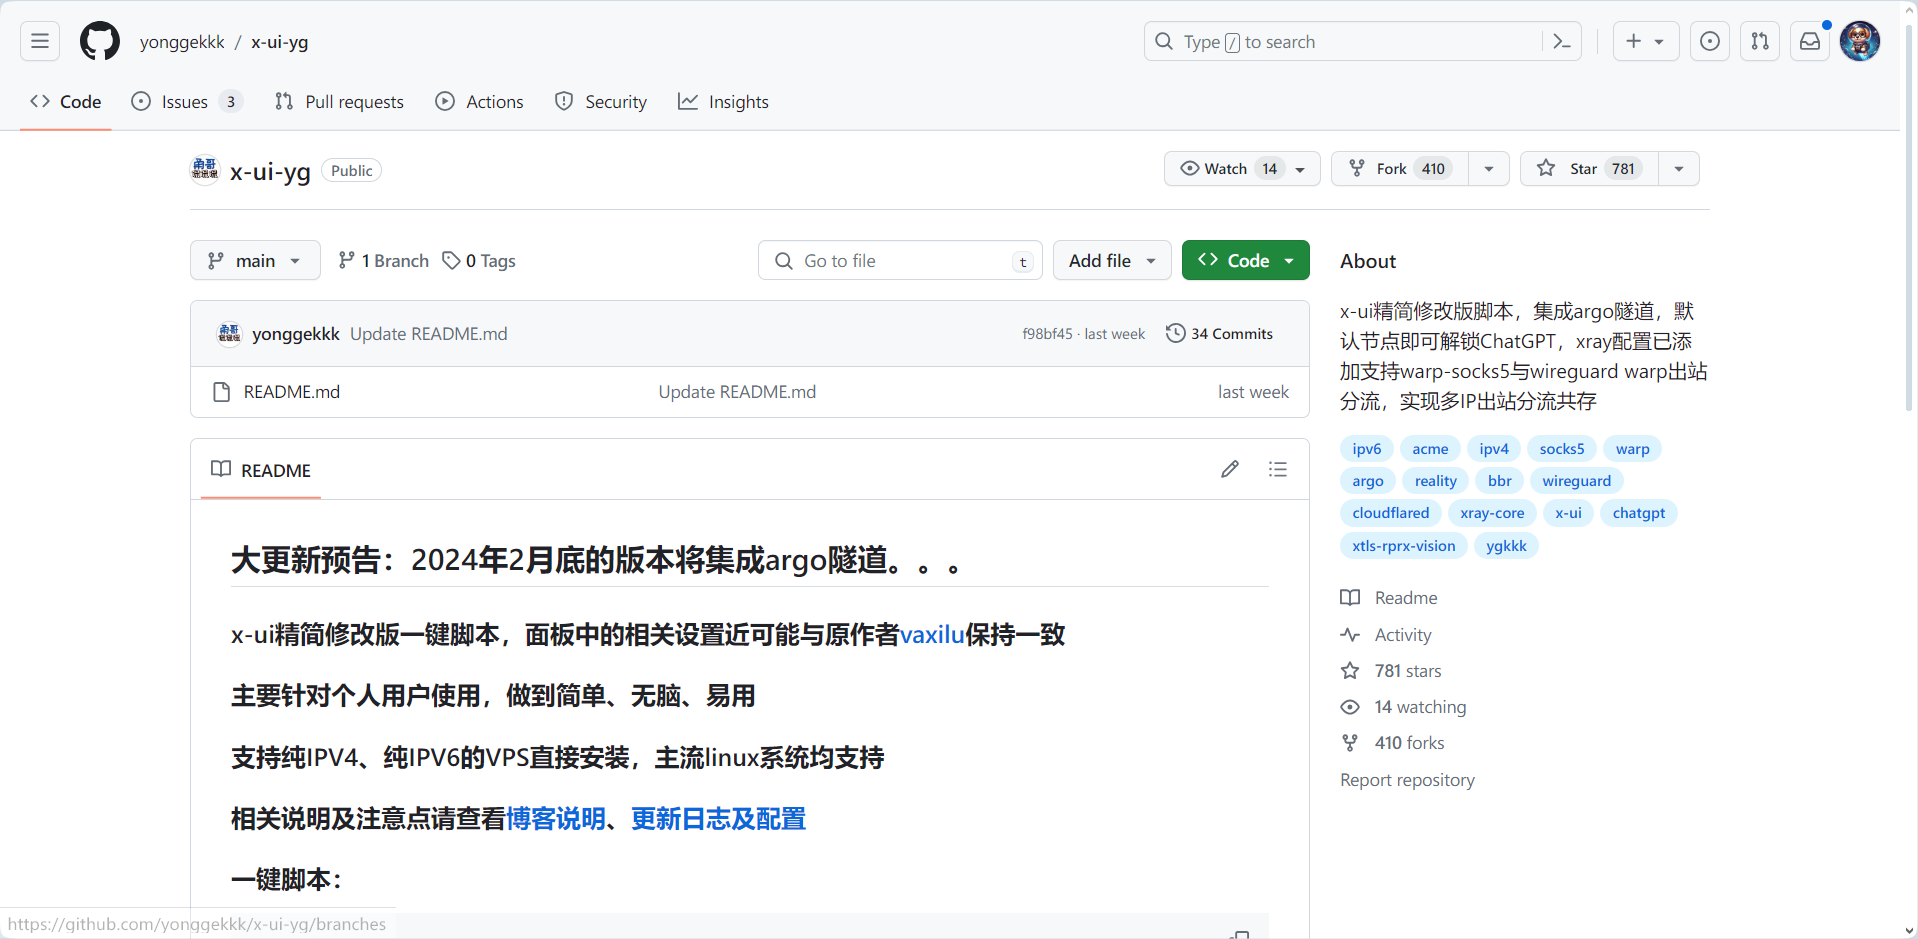 yonggekkk / x-ui-yg
Type / to search
Code
Issues 3
Pull requests
Actions
Security
Insights
甬哥
x-ui-yg Public
Watch 14
Fork 410
Star 781
main
1 Branch
0 Tags
Go to file t
Add file
Code
甬哥
yonggekkk Update README.md
f98bf45 · last week
34 Commits
README.md Update README.md last week
README
大更新预告：2024年2月底的版本将集成argo隧道。。。
x-ui精简修改版一键脚本，面板中的相关设置近可能与原作者vaxilu保持一致
主要针对个人用户使用，做到简单、无脑、易用
支持纯IPV4、纯IPV6的VPS直接安装，主流linux系统均支持
相关说明及注意点请查看博客说明、更新日志及配置
一键脚本：
About
x-ui精简修改版脚本，集成argo隧道，默
认节点即可解锁ChatGPT，xray配置已添
加支持warp-socks5与wireguard warp出站
分流，实现多IP出站分流共存
ipv6 acme ipv4 socks5 warp
argo reality bbr wireguard
cloudflared xray-core x-ui chatgpt
xtls-rprx-vision ygkkk
Readme
Activity
781 stars
14 watching
410 forks
Report repository
https://github.com/yonggekkk/x-ui-yg/branches